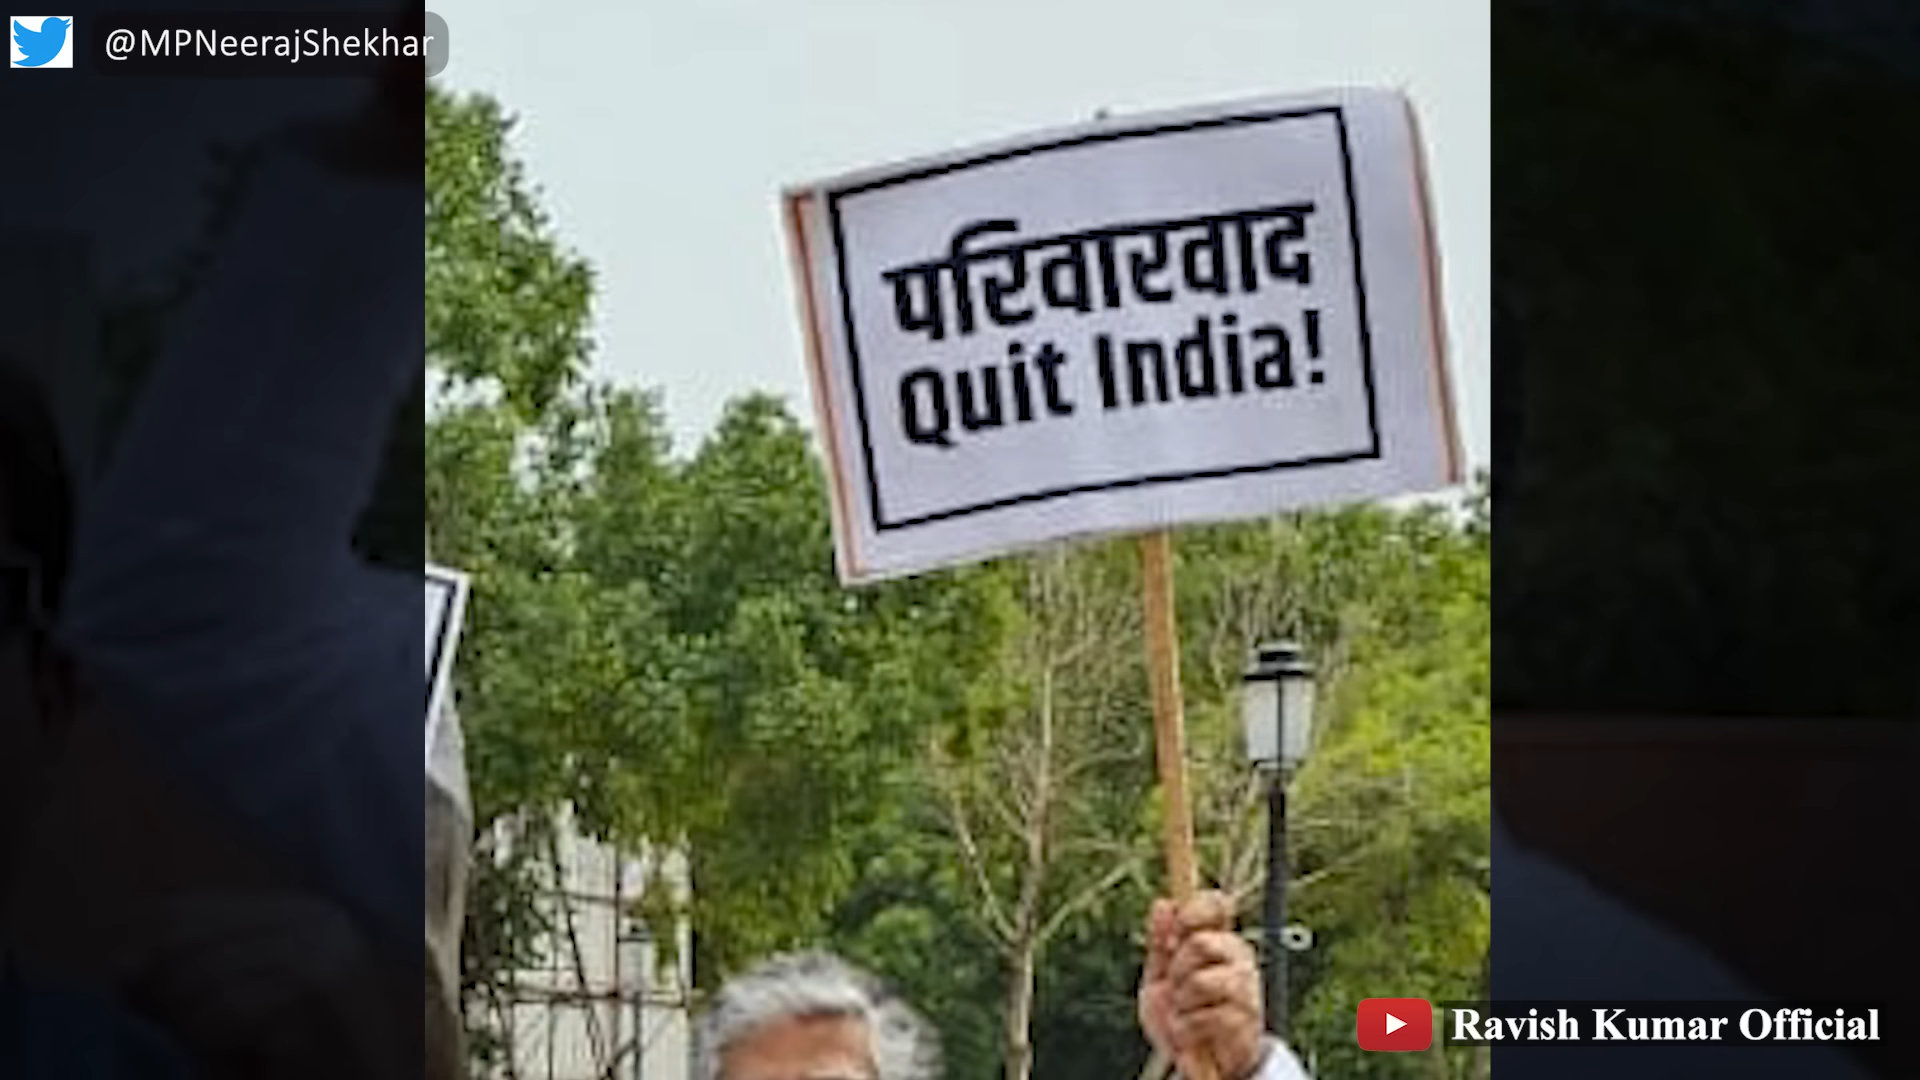 @MPNeerajShekhar
परिवारवाद
Quit India!
Ravish Kumar Official